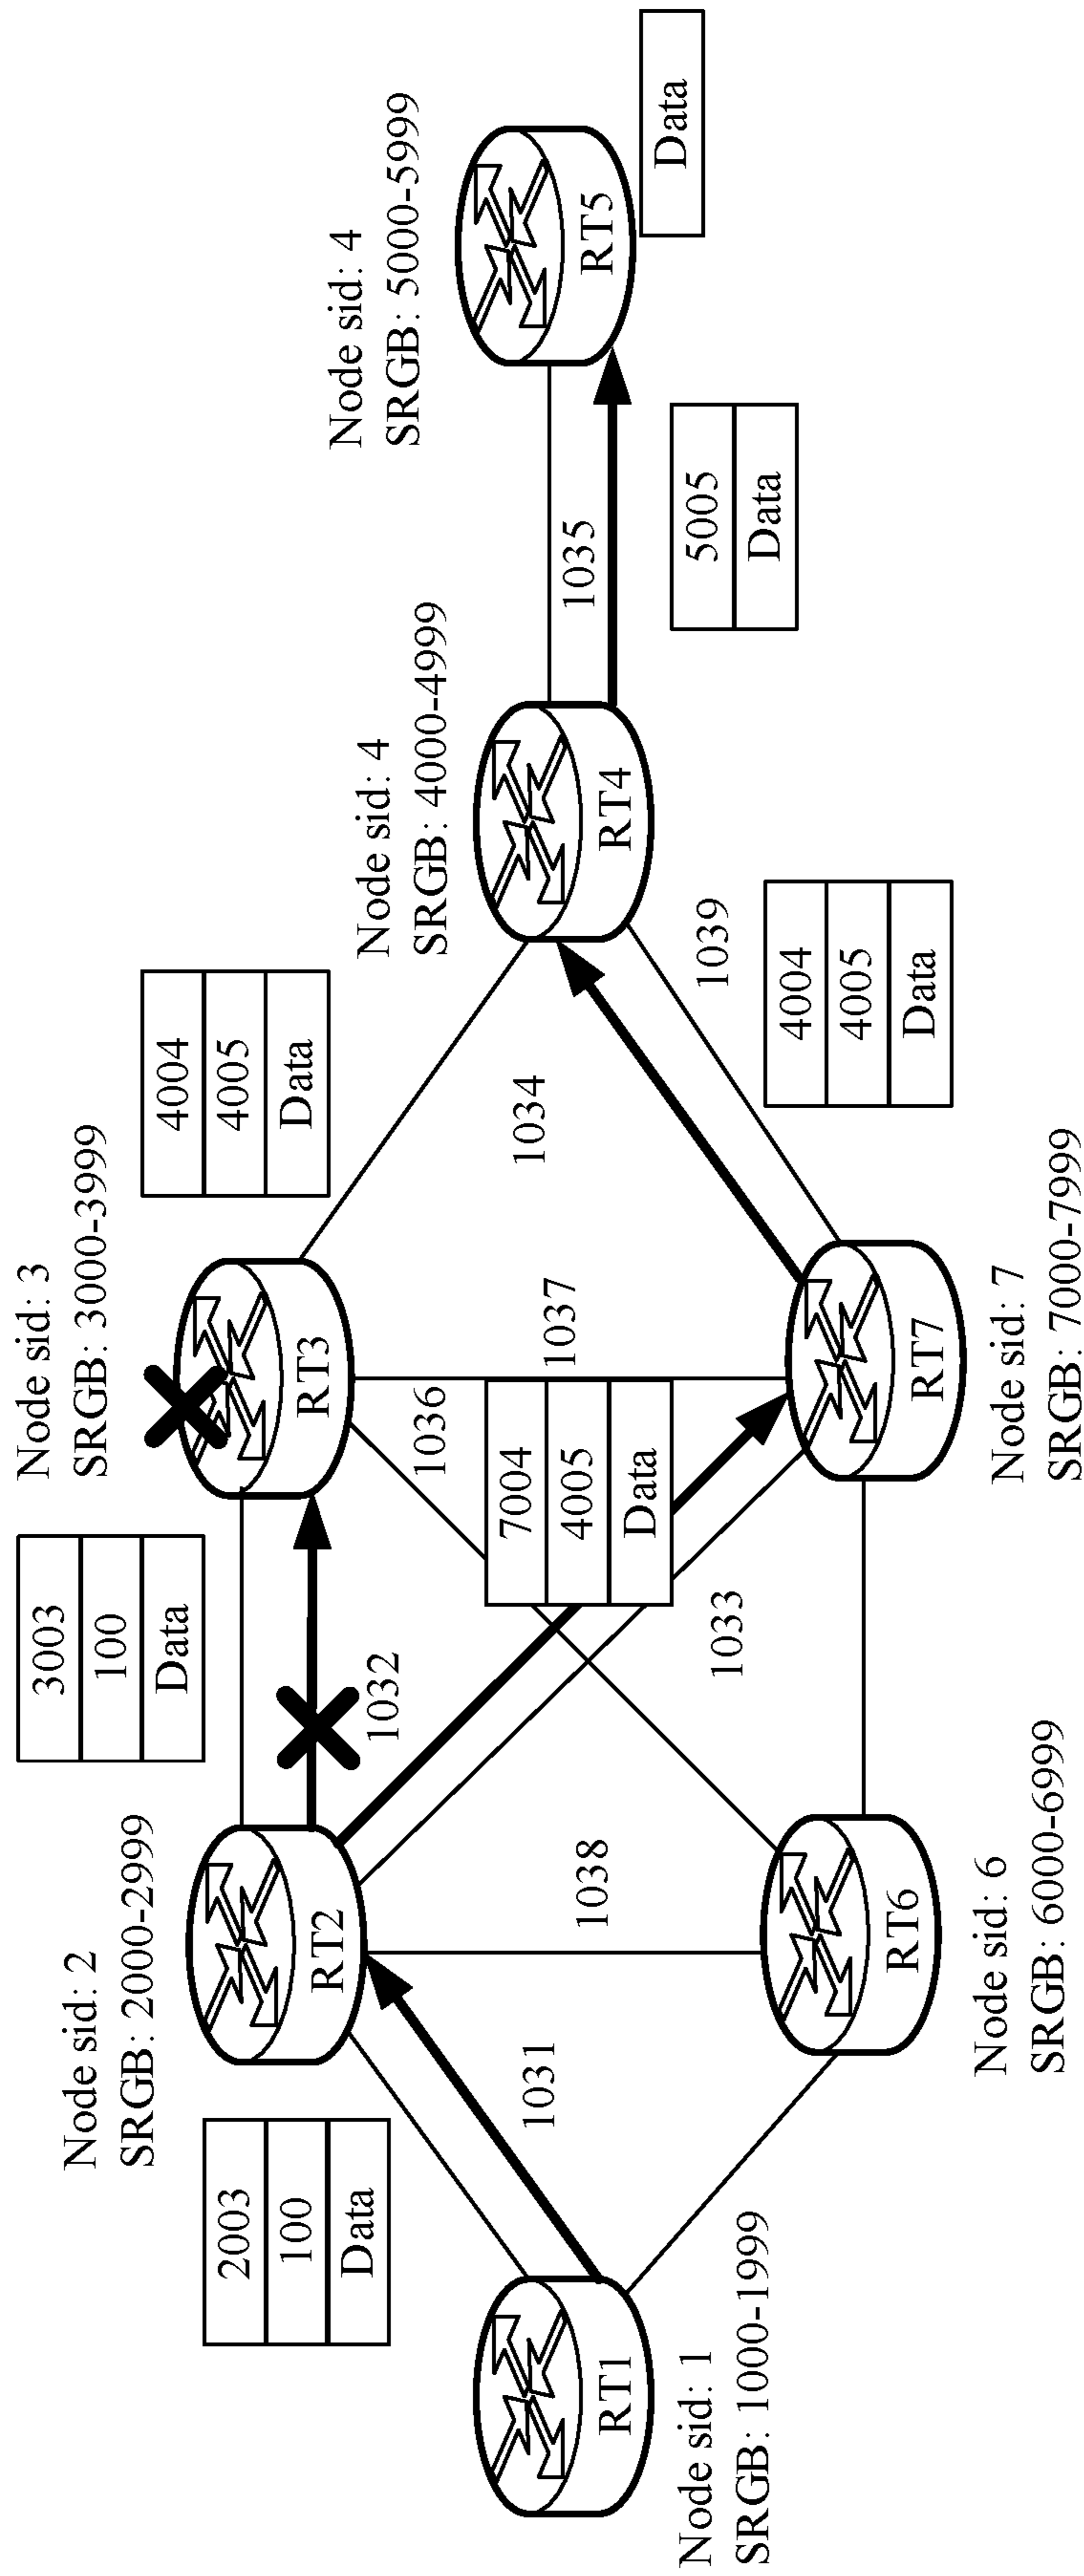 Node sid: 1
SRGB: 1000-1999
RT1
2003
100
Data
1031
Node sid: 2
SRGB: 2000-2999
RT2
1038
Node sid: 6
SRGB: 6000-6999
RT6
3003
100
Data
1032
1033
7004
4005
Data
Node sid: 3
SRGB: 3000-3999
RT3
1036
1037
Node sid: 7
SRGB: 7000-7999
RT7
4004
4005
Data
1034
1039
4004
4005
Data
Node sid: 4
SRGB: 4000-4999
RT4
1035
5005
Data
Node sid: 4
SRGB: 5000-5999
RT5
Data